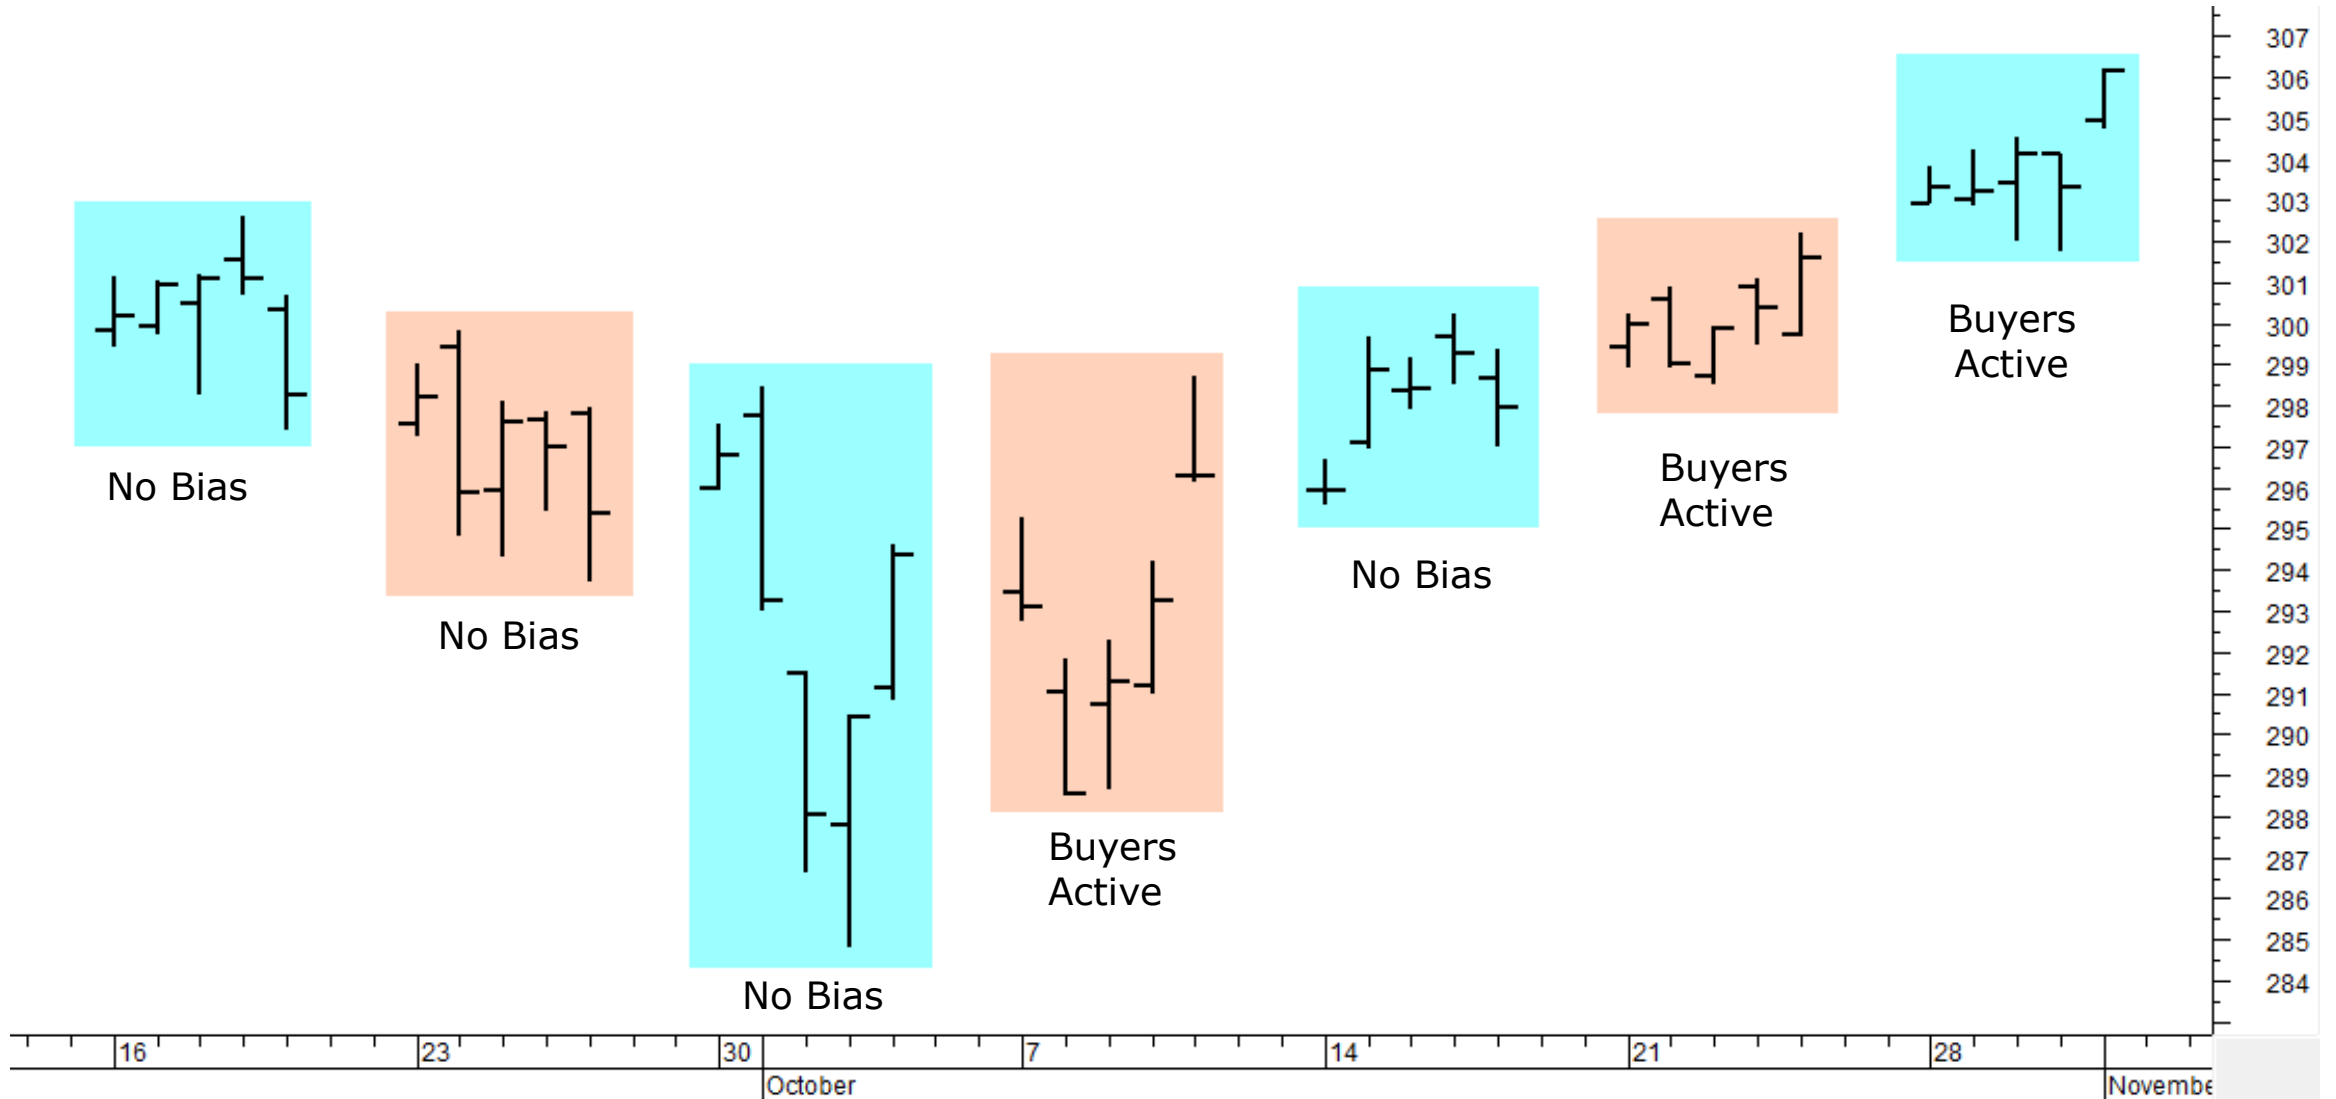 307
306
305
304
303
302
301
300
299
298
297
296
295
294
293
292
291
290
289
288
287
286
285
284
No Bias
No Bias
No Bias
Buyers
Active
No Bias
Buyers
Active
Buyers
Active
16 23 30 7 14 21 28
October Novembe